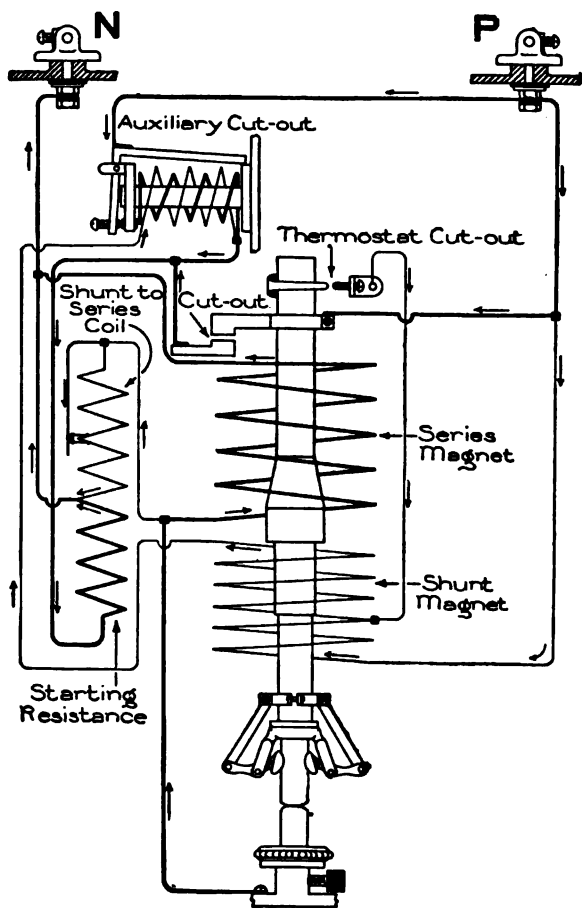 N
P
Auxiliary Cut-out
Thermostat Cut-out
Shunt to
Series
Coil
Cut-out
Series
Magnet
Shunt
Magnet
Starting
Resistance